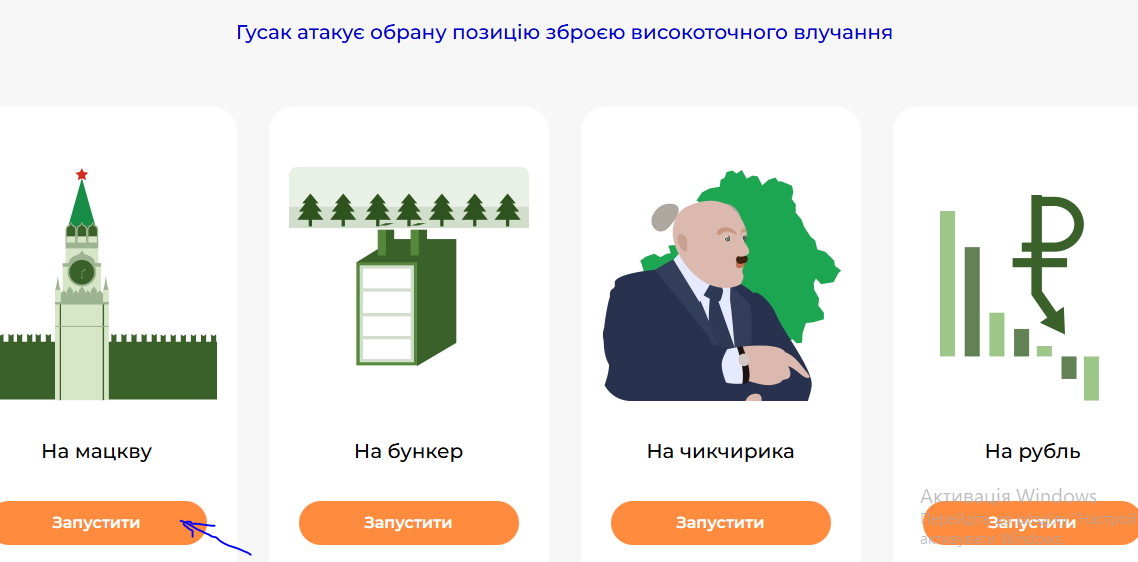 Гусак атакує обрану позицію зброєю високоточного влучання
На мацкву
На бункер
На чикчирика
На рубль
Активація Windows
Запустити
Запустити
Запустити
Запустити